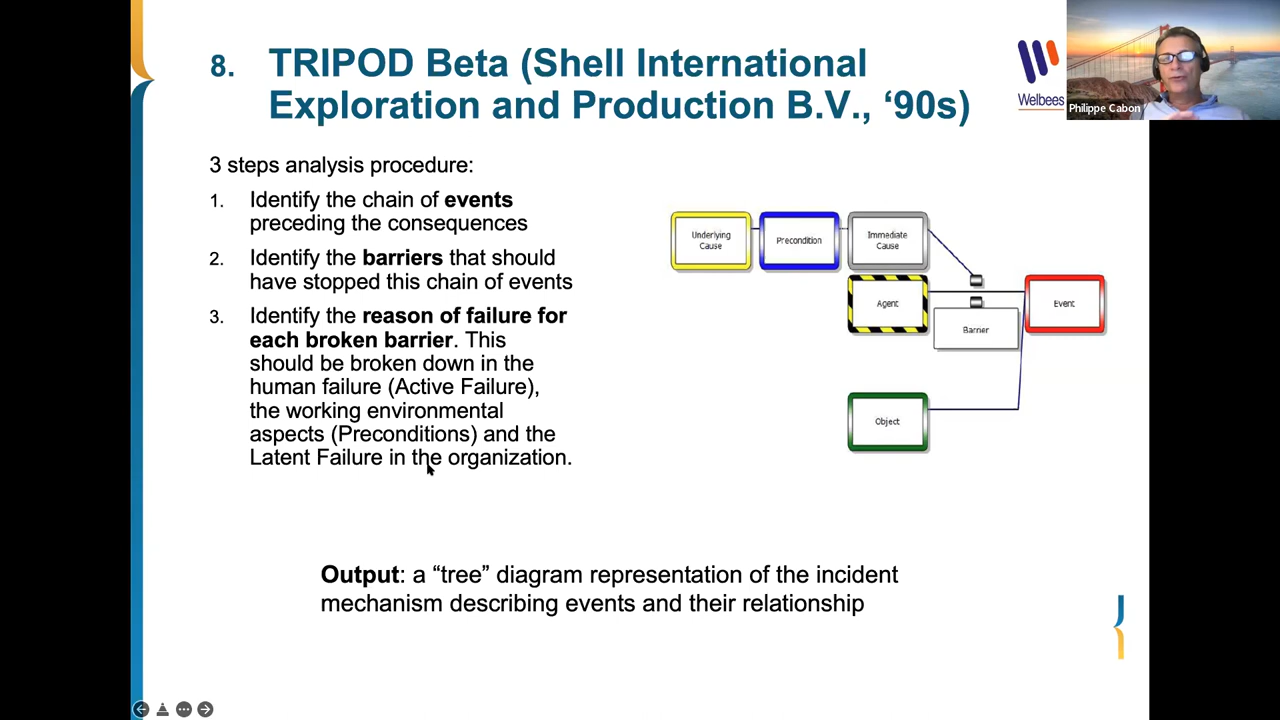 8. TRIPOD Beta (Shell International
Exploration and Production B.V., ‘90s)
Welbees
Philippe Cabon
3 steps analysis procedure:
1. Identify the chain of events
preceding the consequences
2. Identify the barriers that should
have stopped this chain of events
3. Identify the reason of failure for
each broken barrier. This
should be broken down in the
human failure (Active Failure),
the working environmental
aspects (Preconditions) and the
Latent Failure in the organization.
Underlying
Cause
Precondition
Immediate
Cause
Agent
Barrier
Event
Object
Output: a “tree” diagram representation of the incident
mechanism describing events and their relationship